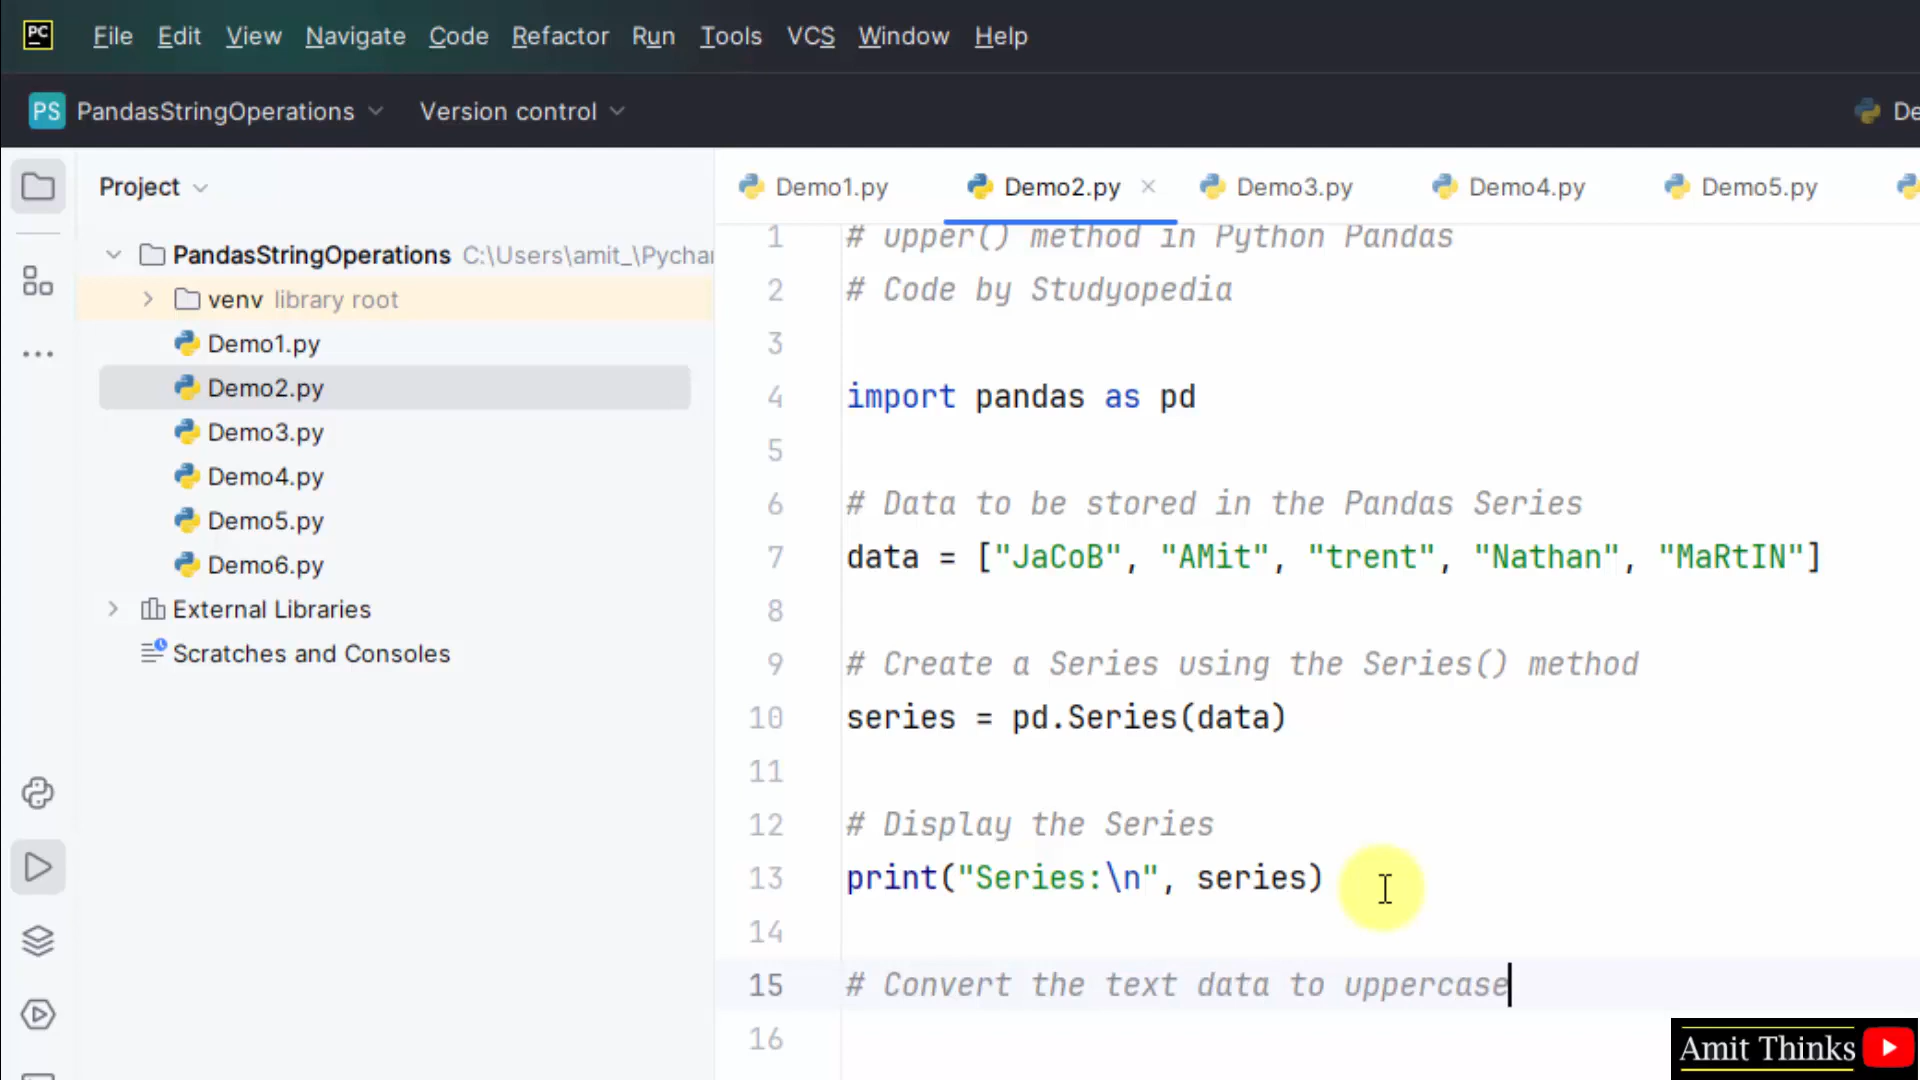 PC File Edit View Navigate Code Refactor Run Tools VCS Window Help
PS PandasStringOperations Version control De
Project
PandasStringOperations C:\Users\amit_\Pychar
venv library root
Demo1.py
Demo2.py
Demo3.py
Demo4.py
Demo5.py
Demo6.py
External Libraries
Scratches and Consoles
Demo1.py Demo2.py Demo3.py Demo4.py Demo5.py
1 # upper() method in Python Pandas
2 # Code by Studyopedia
3
4 import pandas as pd
5
6 # Data to be stored in the Pandas Series
7 data = ["JaCoB", "AMit", "trent", "Nathan", "MaRtIN"]
8
9 # Create a Series using the Series() method
10 series = pd.Series(data)
11
12 # Display the Series
13 print("Series:\n", series)
14
15 # Convert the text data to uppercase
16
Amit Thinks